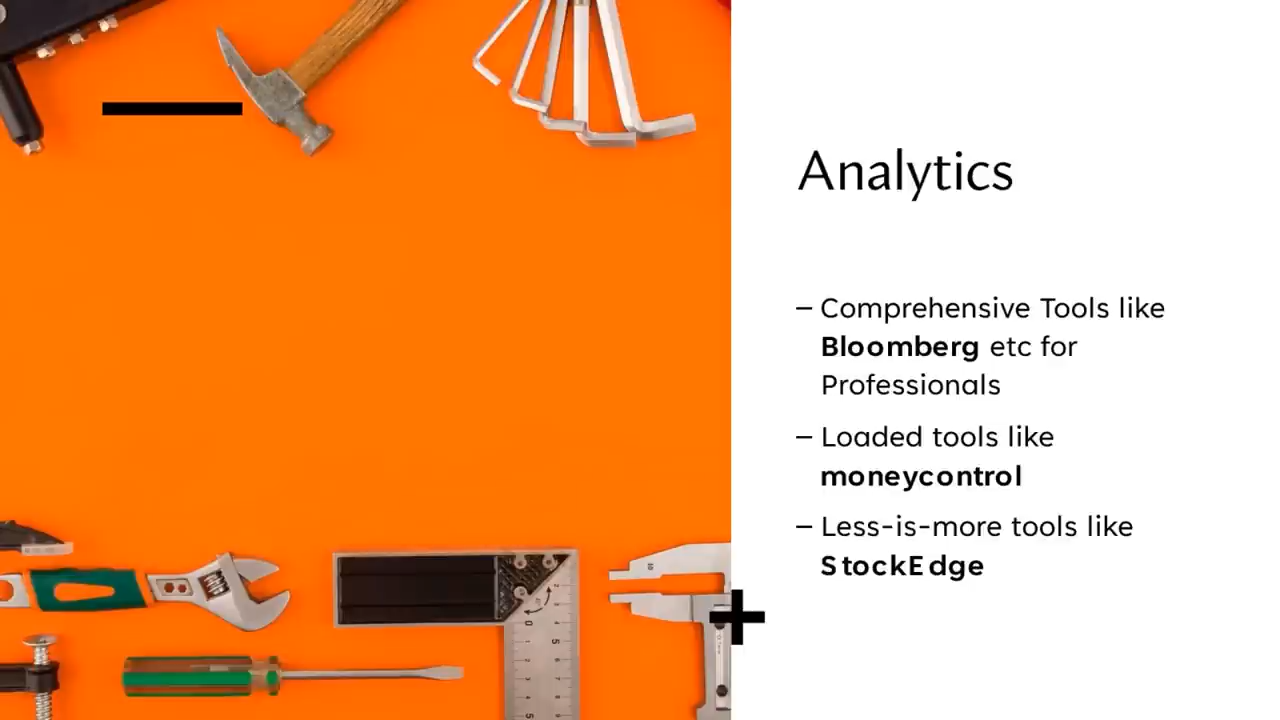 Analytics
– Comprehensive Tools like
Bloomberg etc for
Professionals
– Loaded tools like
moneycontrol
– Less-is-more tools like
StockEdge